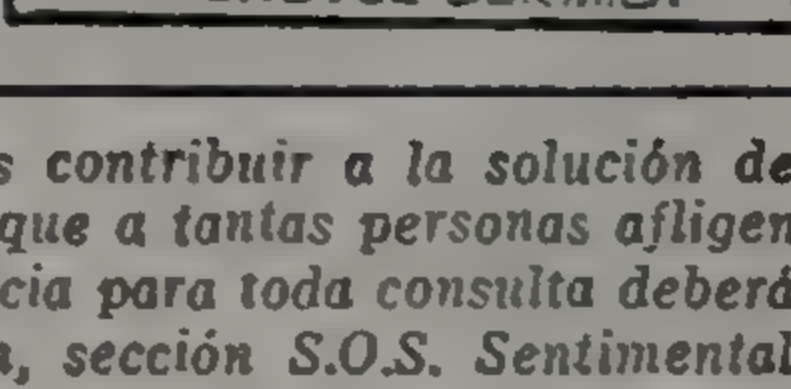 s contribuir a la solución de
que a tantas personas afligen
cia para toda consulta deberá
a, sección S.O.S. Sentimental